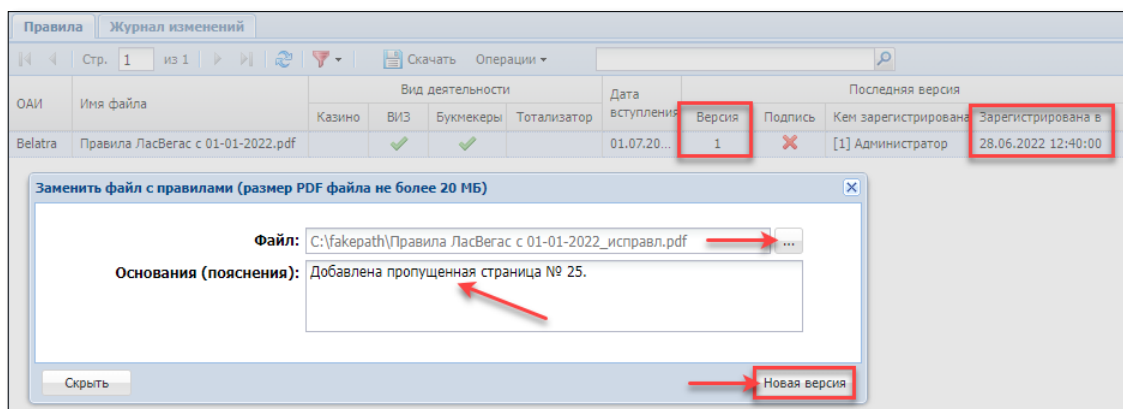 Правила Журнал изменений
Стр. 1 из 1 Скачать Операции
ОАИ Имя файла Вид деятельности Дата вступления Последняя версия
Казино ВИЗ Букмекеры Тотализатор Версия Подпись Кем зарегистрирована Зарегистрирована в
Belatra Правила ЛасВегас с 01-01-2022.pdf 01.07.20... 1 [1] Администратор 28.06.2022 12:40:00
Заменить файл с правилами (размер PDF файла не более 20 МБ)
Файл: C:\fakepath\Правила ЛасВегас с 01-01-2022_исправл.pdf ...
Основания (пояснения): Добавлена пропущенная страница № 25.
Скрыть Новая версия